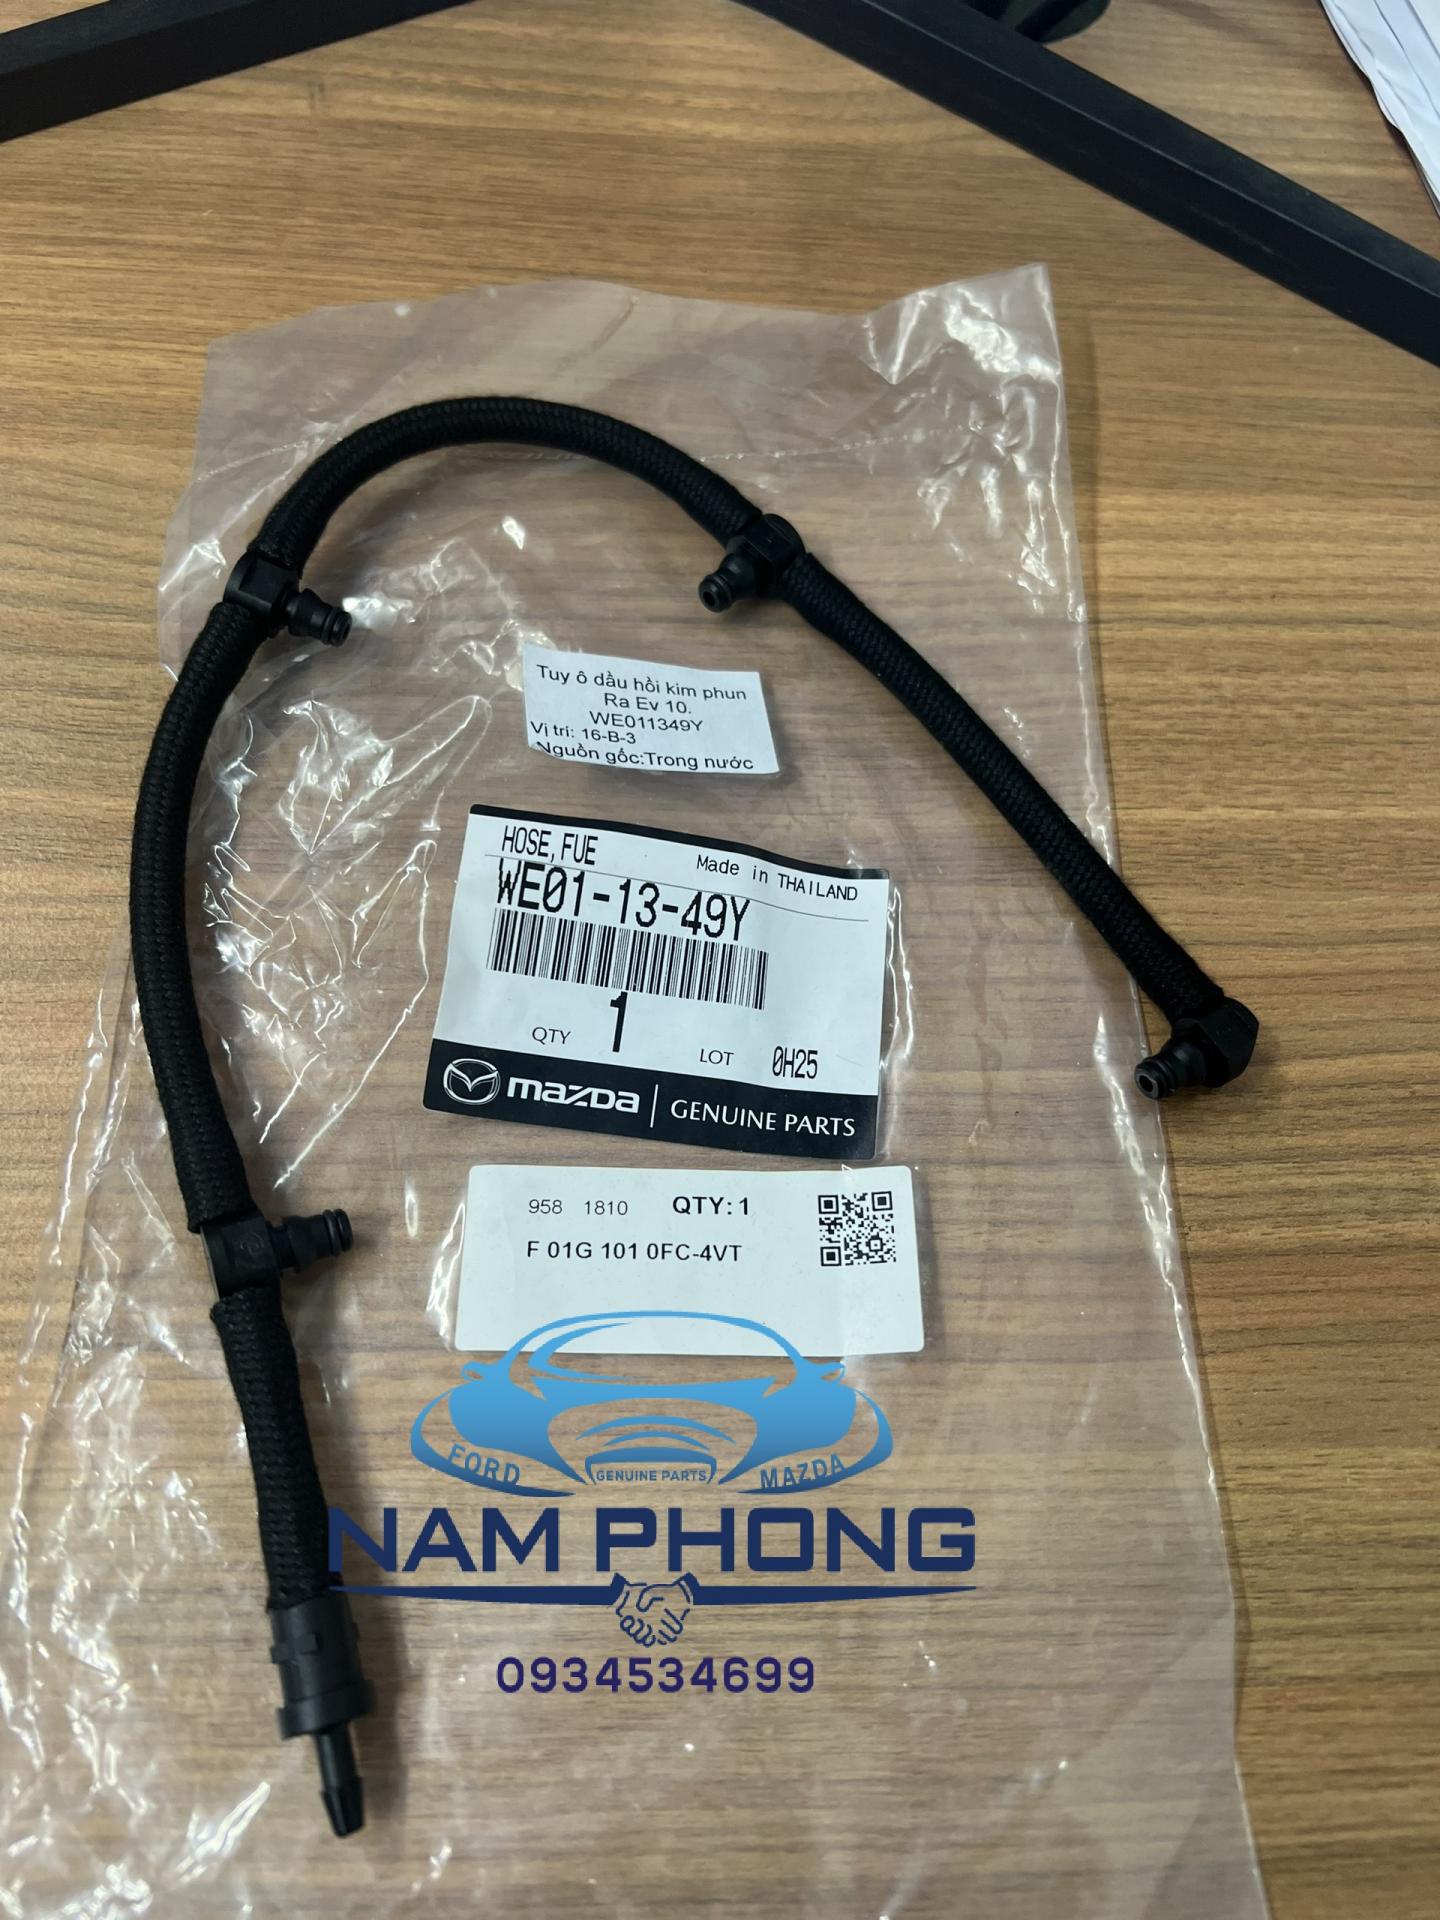 Tuy ô dầu hồi kim phun
Ra Ev 10.
WE011349Y
Vị trí: 16-B-3
Nguồn gốc:Trong nước
HOSE, FUE
Made in THAILAND
WE01-13-49Y
QTY 1
LOT 0H25
mazda | GENUINE PARTS
958 1810 QTY: 1
F 01G 101 0FC-4VT
FORD
GENUINE PARTS
MAZDA
NAM PHONG
0934534699